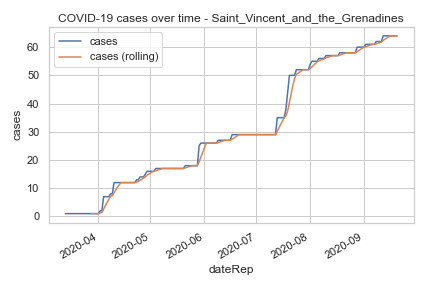 COVID-19 cases over time - Saint_Vincent_and_the_Grenadines
cases
cases (rolling)
60
50
40
30
20
10
0
cases
2020-04
2020-05
2020-06
2020-07
2020-08
2020-09
dateRep